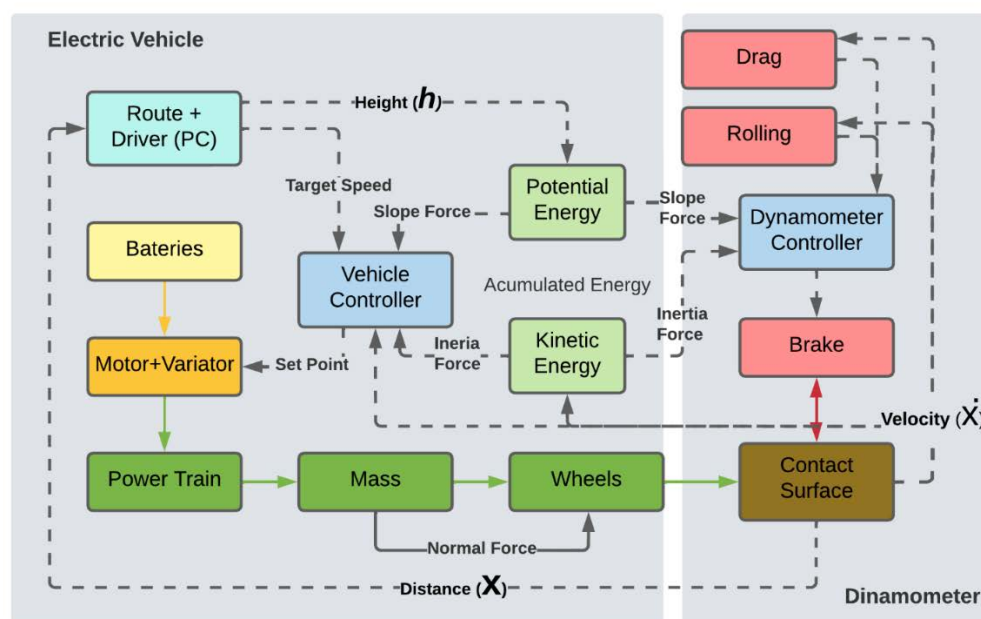 Electric Vehicle
Drag
Route +
Driver (PC)
Height (h)
Rolling
Target Speed
Potential
Energy
Slope Force
Slope
Force
Dynamometer
Controller
Bateries
Vehicle
Controller
Acumulated Energy
Inertia
Force
Motor+Variator
Set Point
Ineria
Force
Kinetic
Energy
Brake
Velocity (ẋ)
Power Train
Mass
Wheels
Contact
Surface
Normal Force
Distance (X)
Dinamometer